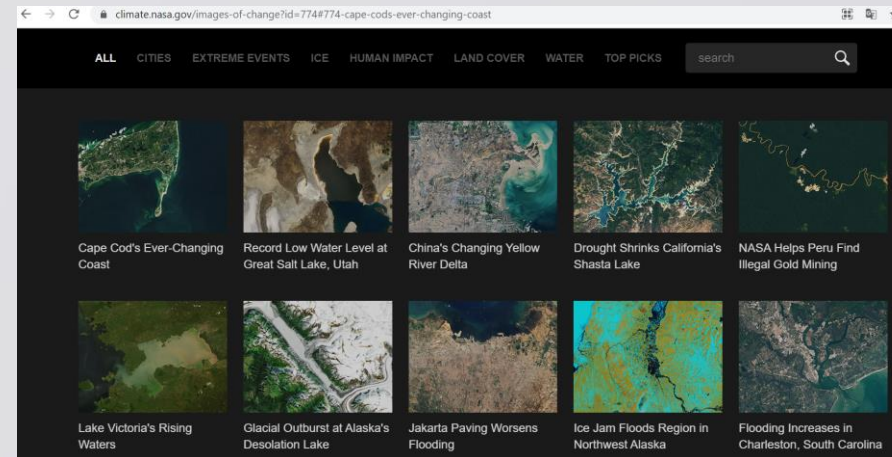 climate.nasa.gov/images-of-change?id=774#774-cape-cods-ever-changing-coast
ALL CITIES EXTREME EVENTS ICE HUMAN IMPACT LAND COVER WATER TOP PICKS search
Cape Cod's Ever-Changing
Coast
Record Low Water Level at
Great Salt Lake, Utah
China's Changing Yellow
River Delta
Drought Shrinks California's
Shasta Lake
NASA Helps Peru Find
Illegal Gold Mining
Lake Victoria's Rising
Waters
Glacial Outburst at Alaska's
Desolation Lake
Jakarta Paving Worsens
Flooding
Ice Jam Floods Region in
Northwest Alaska
Flooding Increases in
Charleston, South Carolina